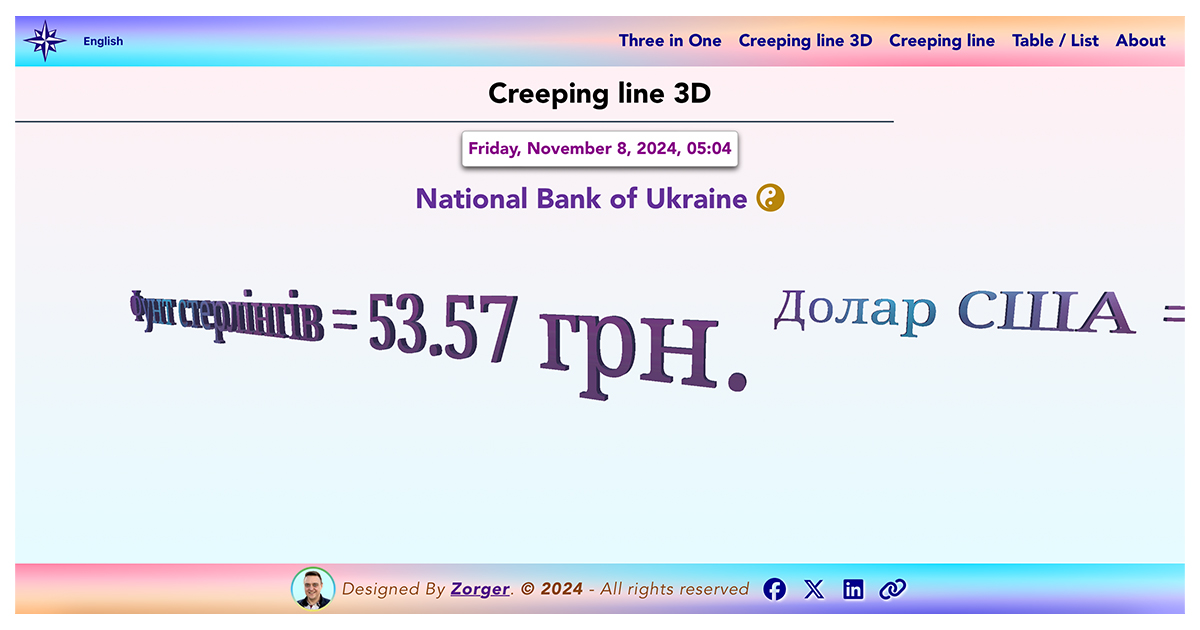 English
Three in One Creeping line 3D Creeping line Table / List About
Creeping line 3D
Friday, November 8, 2024, 05:04
National Bank of Ukraine
Фунт стерлінгів = 53.57 грн. Долар США =
Designed By Zorger. © 2024 - All rights reserved